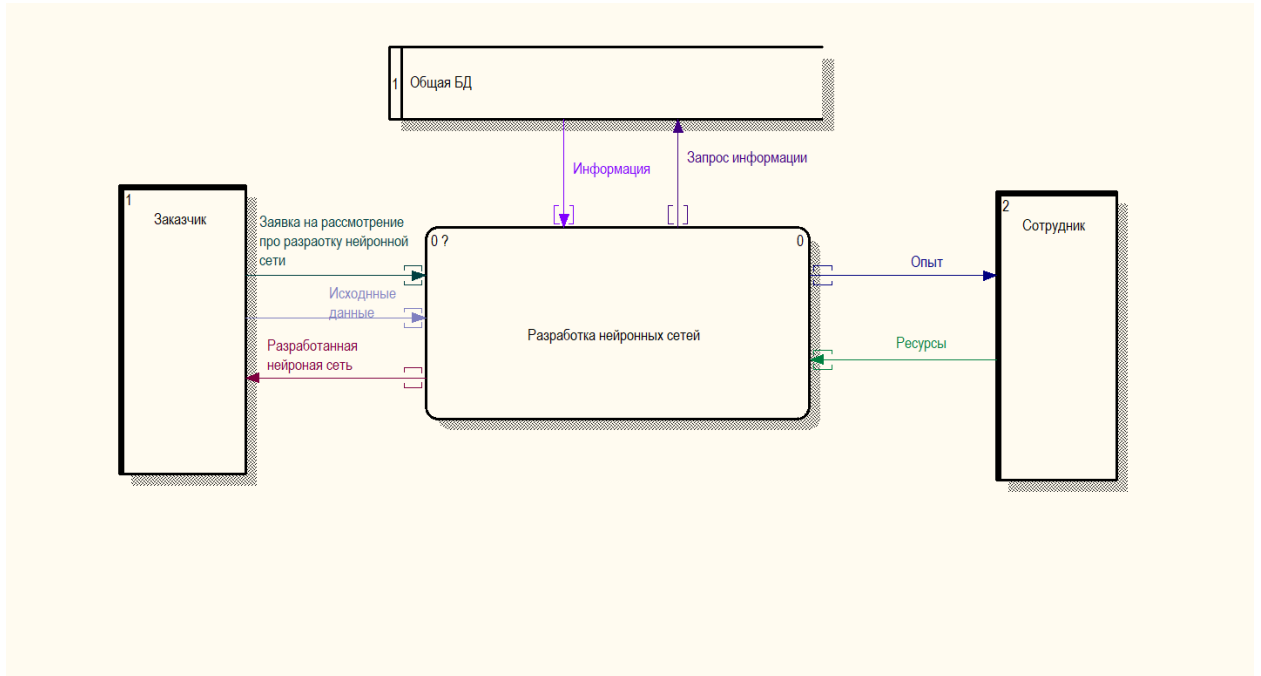 1
Общая БД
Информация
Запрос информации
1
Заказчик
Заявка на рассмотрение
про разраотку нейронной
сети
Исходнные
данные
Разработанная
нейроная сеть
0 ?
0
Разработка нейронных сетей
Опыт
Ресурсы
2
Сотрудник